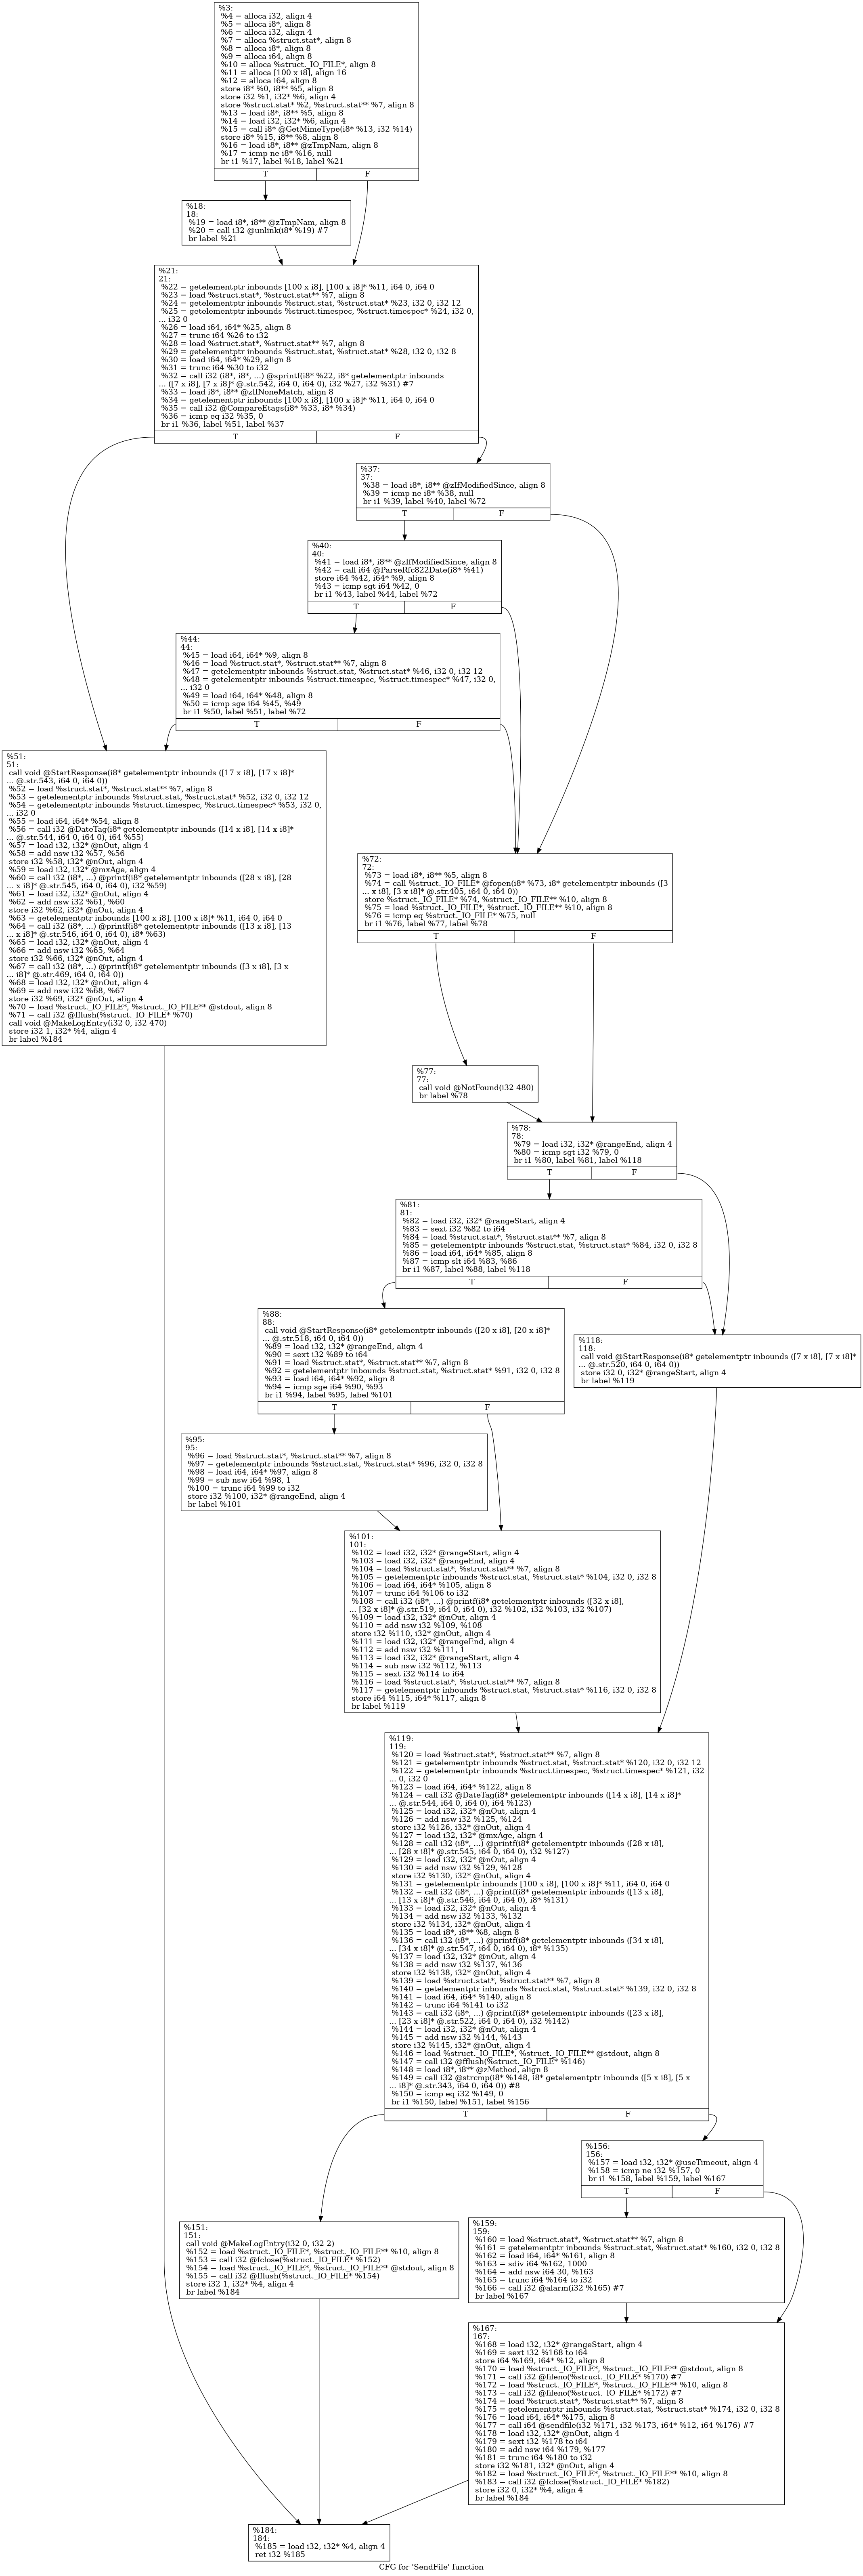 %3:
%4 = alloca i32, align 4
%5 = alloca i8*, align 8
%6 = alloca i32, align 4
%7 = alloca %struct.stat*, align 8
%8 = alloca i8*, align 8
%9 = alloca i64, align 8
%10 = alloca %struct._IO_FILE*, align 8
%11 = alloca [100 x i8], align 16
%12 = alloca i64, align 8
store i8* %0, i8** %5, align 8
store i32 %1, i32* %6, align 4
store %struct.stat* %2, %struct.stat** %7, align 8
%13 = load i8*, i8** %5, align 8
%14 = load i32, i32* %6, align 4
%15 = call i8* @GetMimeType(i8* %13, i32 %14)
store i8* %15, i8** %8, align 8
%16 = load i8*, i8** @zTmpNam, align 8
%17 = icmp ne i8* %16, null
br i1 %17, label %18, label %21
T F
%18:
18:
%19 = load i8*, i8** @zTmpNam, align 8
%20 = call i32 @unlink(i8* %19) #7
br label %21
%21:
21:
%22 = getelementptr inbounds [100 x i8], [100 x i8]* %11, i64 0, i64 0
%23 = load %struct.stat*, %struct.stat** %7, align 8
%24 = getelementptr inbounds %struct.stat, %struct.stat* %23, i32 0, i32 12
%25 = getelementptr inbounds %struct.timespec, %struct.timespec* %24, i32 0,
... i32 0
%26 = load i64, i64* %25, align 8
%27 = trunc i64 %26 to i32
%28 = load %struct.stat*, %struct.stat** %7, align 8
%29 = getelementptr inbounds %struct.stat, %struct.stat* %28, i32 0, i32 8
%30 = load i64, i64* %29, align 8
%31 = trunc i64 %30 to i32
%32 = call i32 (i8*, i8*, ...) @sprintf(i8* %22, i8* getelementptr inbounds
... ([7 x i8], [7 x i8]* @.str.542, i64 0, i64 0), i32 %27, i32 %31) #7
%33 = load i8*, i8** @zIfNoneMatch, align 8
%34 = getelementptr inbounds [100 x i8], [100 x i8]* %11, i64 0, i64 0
%35 = call i32 @CompareEtags(i8* %33, i8* %34)
%36 = icmp eq i32 %35, 0
br i1 %36, label %51, label %37
T F
%37:
37:
%38 = load i8*, i8** @zIfModifiedSince, align 8
%39 = icmp ne i8* %38, null
br i1 %39, label %40, label %72
T F
%40:
40:
%41 = load i8*, i8** @zIfModifiedSince, align 8
%42 = call i64 @ParseRfc822Date(i8* %41)
store i64 %42, i64* %9, align 8
%43 = icmp sgt i64 %42, 0
br i1 %43, label %44, label %72
T F
%44:
44:
%45 = load i64, i64* %9, align 8
%46 = load %struct.stat*, %struct.stat** %7, align 8
%47 = getelementptr inbounds %struct.stat, %struct.stat* %46, i32 0, i32 12
%48 = getelementptr inbounds %struct.timespec, %struct.timespec* %47, i32 0,
... i32 0
%49 = load i64, i64* %48, align 8
%50 = icmp sge i64 %45, %49
br i1 %50, label %51, label %72
T F
%51:
51:
call void @StartResponse(i8* getelementptr inbounds ([17 x i8], [17 x i8]*
... @.str.543, i64 0, i64 0))
%52 = load %struct.stat*, %struct.stat** %7, align 8
%53 = getelementptr inbounds %struct.stat, %struct.stat* %52, i32 0, i32 12
%54 = getelementptr inbounds %struct.timespec, %struct.timespec* %53, i32 0,
... i32 0
%55 = load i64, i64* %54, align 8
%56 = call i32 @DateTag(i8* getelementptr inbounds ([14 x i8], [14 x i8]*
... @.str.544, i64 0, i64 0), i64 %55)
%57 = load i32, i32* @nOut, align 4
%58 = add nsw i32 %57, %56
store i32 %58, i32* @nOut, align 4
%59 = load i32, i32* @mxAge, align 4
%60 = call i32 (i8*, ...) @printf(i8* getelementptr inbounds ([28 x i8], [28
... x i8]* @.str.545, i64 0, i64 0), i32 %59)
%61 = load i32, i32* @nOut, align 4
%62 = add nsw i32 %61, %60
store i32 %62, i32* @nOut, align 4
%63 = getelementptr inbounds [100 x i8], [100 x i8]* %11, i64 0, i64 0
%64 = call i32 (i8*, ...) @printf(i8* getelementptr inbounds ([13 x i8], [13
... x i8]* @.str.546, i64 0, i64 0), i8* %63)
%65 = load i32, i32* @nOut, align 4
%66 = add nsw i32 %65, %64
store i32 %66, i32* @nOut, align 4
%67 = call i32 (i8*, ...) @printf(i8* getelementptr inbounds ([3 x i8], [3 x
... i8]* @.str.469, i64 0, i64 0))
%68 = load i32, i32* @nOut, align 4
%69 = add nsw i32 %68, %67
store i32 %69, i32* @nOut, align 4
%70 = load %struct._IO_FILE*, %struct._IO_FILE** @stdout, align 8
%71 = call i32 @fflush(%struct._IO_FILE* %70)
call void @MakeLogEntry(i32 0, i32 470)
store i32 1, i32* %4, align 4
br label %184
%72:
72:
%73 = load i8*, i8** %5, align 8
%74 = call %struct._IO_FILE* @fopen(i8* %73, i8* getelementptr inbounds ([3
... x i8], [3 x i8]* @.str.405, i64 0, i64 0))
store %struct._IO_FILE* %74, %struct._IO_FILE** %10, align 8
%75 = load %struct._IO_FILE*, %struct._IO_FILE** %10, align 8
%76 = icmp eq %struct._IO_FILE* %75, null
br i1 %76, label %77, label %78
T F
%77:
77:
call void @NotFound(i32 480)
br label %78
%78:
78:
%79 = load i32, i32* @rangeEnd, align 4
%80 = icmp sgt i32 %79, 0
br i1 %80, label %81, label %118
T F
%81:
81:
%82 = load i32, i32* @rangeStart, align 4
%83 = sext i32 %82 to i64
%84 = load %struct.stat*, %struct.stat** %7, align 8
%85 = getelementptr inbounds %struct.stat, %struct.stat* %84, i32 0, i32 8
%86 = load i64, i64* %85, align 8
%87 = icmp slt i64 %83, %86
br i1 %87, label %88, label %118
T F
%88:
88:
call void @StartResponse(i8* getelementptr inbounds ([20 x i8], [20 x i8]*
... @.str.518, i64 0, i64 0))
%89 = load i32, i32* @rangeEnd, align 4
%90 = sext i32 %89 to i64
%91 = load %struct.stat*, %struct.stat** %7, align 8
%92 = getelementptr inbounds %struct.stat, %struct.stat* %91, i32 0, i32 8
%93 = load i64, i64* %92, align 8
%94 = icmp sge i64 %90, %93
br i1 %94, label %95, label %101
T F
%118:
118:
call void @StartResponse(i8* getelementptr inbounds ([7 x i8], [7 x i8]*
... @.str.520, i64 0, i64 0))
store i32 0, i32* @rangeStart, align 4
br label %119
%95:
95:
%96 = load %struct.stat*, %struct.stat** %7, align 8
%97 = getelementptr inbounds %struct.stat, %struct.stat* %96, i32 0, i32 8
%98 = load i64, i64* %97, align 8
%99 = sub nsw i64 %98, 1
%100 = trunc i64 %99 to i32
store i32 %100, i32* @rangeEnd, align 4
br label %101
%101:
101:
%102 = load i32, i32* @rangeStart, align 4
%103 = load i32, i32* @rangeEnd, align 4
%104 = load %struct.stat*, %struct.stat** %7, align 8
%105 = getelementptr inbounds %struct.stat, %struct.stat* %104, i32 0, i32 8
%106 = load i64, i64* %105, align 8
%107 = trunc i64 %106 to i32
%108 = call i32 (i8*, ...) @printf(i8* getelementptr inbounds ([32 x i8],
... [32 x i8]* @.str.519, i64 0, i64 0), i32 %102, i32 %103, i32 %107)
%109 = load i32, i32* @nOut, align 4
%110 = add nsw i32 %109, %108
store i32 %110, i32* @nOut, align 4
%111 = load i32, i32* @rangeEnd, align 4
%112 = add nsw i32 %111, 1
%113 = load i32, i32* @rangeStart, align 4
%114 = sub nsw i32 %112, %113
%115 = sext i32 %114 to i64
%116 = load %struct.stat*, %struct.stat** %7, align 8
%117 = getelementptr inbounds %struct.stat, %struct.stat* %116, i32 0, i32 8
store i64 %115, i64* %117, align 8
br label %119
%119:
119:
%120 = load %struct.stat*, %struct.stat** %7, align 8
%121 = getelementptr inbounds %struct.stat, %struct.stat* %120, i32 0, i32 12
%122 = getelementptr inbounds %struct.timespec, %struct.timespec* %121, i32
... 0, i32 0
%123 = load i64, i64* %122, align 8
%124 = call i32 @DateTag(i8* getelementptr inbounds ([14 x i8], [14 x i8]*
... @.str.544, i64 0, i64 0), i64 %123)
%125 = load i32, i32* @nOut, align 4
%126 = add nsw i32 %125, %124
store i32 %126, i32* @nOut, align 4
%127 = load i32, i32* @mxAge, align 4
%128 = call i32 (i8*, ...) @printf(i8* getelementptr inbounds ([28 x i8],
... [28 x i8]* @.str.545, i64 0, i64 0), i32 %127)
%129 = load i32, i32* @nOut, align 4
%130 = add nsw i32 %129, %128
store i32 %130, i32* @nOut, align 4
%131 = getelementptr inbounds [100 x i8], [100 x i8]* %11, i64 0, i64 0
%132 = call i32 (i8*, ...) @printf(i8* getelementptr inbounds ([13 x i8],
... [13 x i8]* @.str.546, i64 0, i64 0), i8* %131)
%133 = load i32, i32* @nOut, align 4
%134 = add nsw i32 %133, %132
store i32 %134, i32* @nOut, align 4
%135 = load i8*, i8** %8, align 8
%136 = call i32 (i8*, ...) @printf(i8* getelementptr inbounds ([34 x i8],
... [34 x i8]* @.str.547, i64 0, i64 0), i8* %135)
%137 = load i32, i32* @nOut, align 4
%138 = add nsw i32 %137, %136
store i32 %138, i32* @nOut, align 4
%139 = load %struct.stat*, %struct.stat** %7, align 8
%140 = getelementptr inbounds %struct.stat, %struct.stat* %139, i32 0, i32 8
%141 = load i64, i64* %140, align 8
%142 = trunc i64 %141 to i32
%143 = call i32 (i8*, ...) @printf(i8* getelementptr inbounds ([23 x i8],
... [23 x i8]* @.str.522, i64 0, i64 0), i32 %142)
%144 = load i32, i32* @nOut, align 4
%145 = add nsw i32 %144, %143
store i32 %145, i32* @nOut, align 4
%146 = load %struct._IO_FILE*, %struct._IO_FILE** @stdout, align 8
%147 = call i32 @fflush(%struct._IO_FILE* %146)
%148 = load i8*, i8** @zMethod, align 8
%149 = call i32 @strcmp(i8* %148, i8* getelementptr inbounds ([5 x i8], [5 x
... i8]* @.str.343, i64 0, i64 0)) #8
%150 = icmp eq i32 %149, 0
br i1 %150, label %151, label %156
T F
%156:
156:
%157 = load i32, i32* @useTimeout, align 4
%158 = icmp ne i32 %157, 0
br i1 %158, label %159, label %167
T F
%151:
151:
call void @MakeLogEntry(i32 0, i32 2)
%152 = load %struct._IO_FILE*, %struct._IO_FILE** %10, align 8
%153 = call i32 @fclose(%struct._IO_FILE* %152)
%154 = load %struct._IO_FILE*, %struct._IO_FILE** @stdout, align 8
%155 = call i32 @fflush(%struct._IO_FILE* %154)
store i32 1, i32* %4, align 4
br label %184
%159:
159:
%160 = load %struct.stat*, %struct.stat** %7, align 8
%161 = getelementptr inbounds %struct.stat, %struct.stat* %160, i32 0, i32 8
%162 = load i64, i64* %161, align 8
%163 = sdiv i64 %162, 1000
%164 = add nsw i64 30, %163
%165 = trunc i64 %164 to i32
%166 = call i32 @alarm(i32 %165) #7
br label %167
%167:
167:
%168 = load i32, i32* @rangeStart, align 4
%169 = sext i32 %168 to i64
store i64 %169, i64* %12, align 8
%170 = load %struct._IO_FILE*, %struct._IO_FILE** @stdout, align 8
%171 = call i32 @fileno(%struct._IO_FILE* %170) #7
%172 = load %struct._IO_FILE*, %struct._IO_FILE** %10, align 8
%173 = call i32 @fileno(%struct._IO_FILE* %172) #7
%174 = load %struct.stat*, %struct.stat** %7, align 8
%175 = getelementptr inbounds %struct.stat, %struct.stat* %174, i32 0, i32 8
%176 = load i64, i64* %175, align 8
%177 = call i64 @sendfile(i32 %171, i32 %173, i64* %12, i64 %176) #7
%178 = load i32, i32* @nOut, align 4
%179 = sext i32 %178 to i64
%180 = add nsw i64 %179, %177
%181 = trunc i64 %180 to i32
store i32 %181, i32* @nOut, align 4
%182 = load %struct._IO_FILE*, %struct._IO_FILE** %10, align 8
%183 = call i32 @fclose(%struct._IO_FILE* %182)
store i32 0, i32* %4, align 4
br label %184
%184:
184:
%185 = load i32, i32* %4, align 4
ret i32 %185
CFG for 'SendFile' function